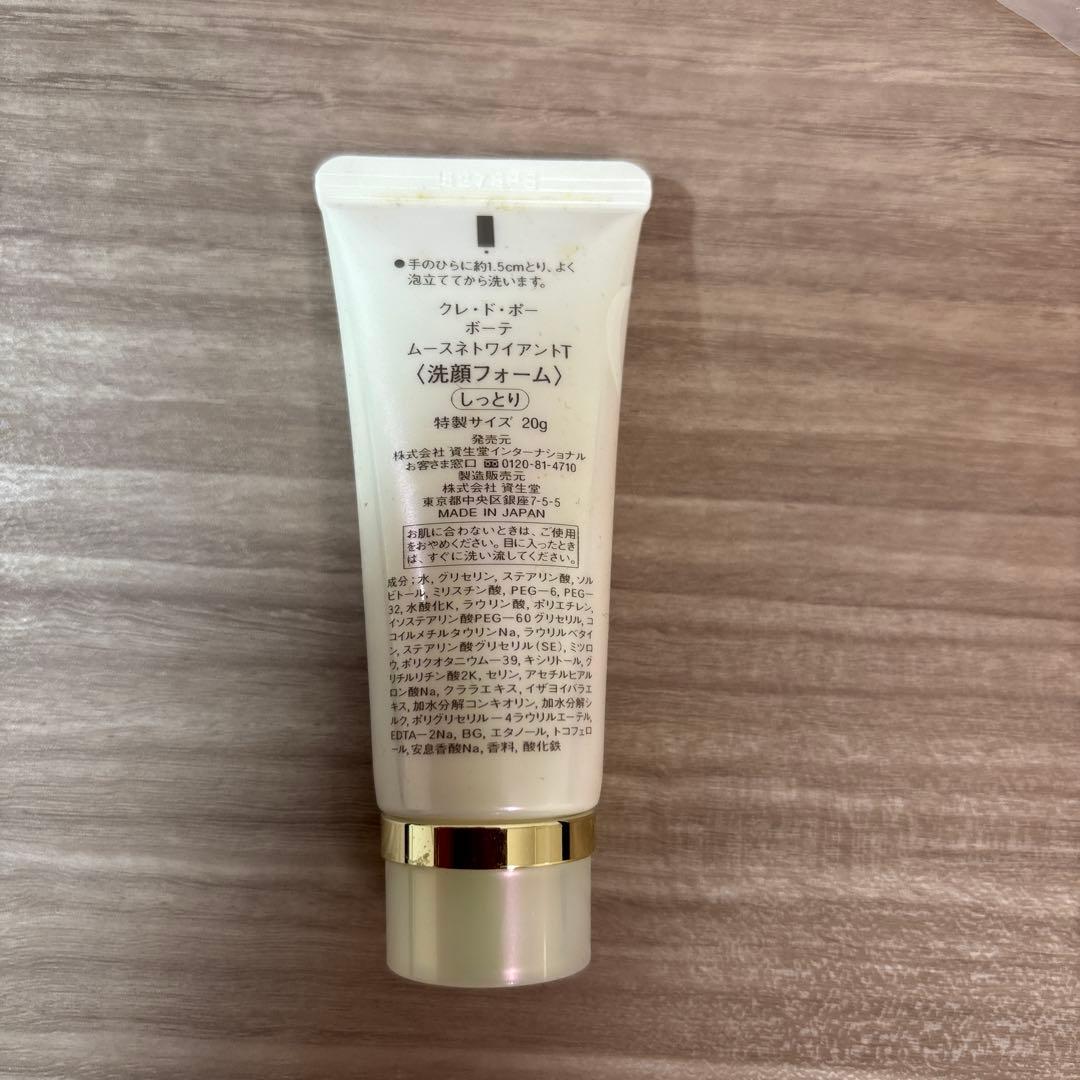 ●手のひらに約1.5cmとり、よく
泡立ててから洗います。
クレ・ド・ポー
ボーテ
ムースネトワイアントT
〈洗顔フォーム〉
しっとり
特製サイズ 20g
発売元
株式会社 資生堂インターナショナル
お客さま窓口 0120-81-4710
製造販売元
株式会社 資生堂
東京都中央区銀座7-5-5
MADE IN JAPAN
お肌に合わないときは、ご使用
をおやめください。目に入ったとき
は、すぐに洗い流してください。
成分;水, グリセリン, ステアリン酸, ソル
ビトール, ミリスチン酸, PEG-6, PEG-
32, 水酸化K, ラウリン酸, ポリエチレン,
イソステアリン酸PEG-60グリセリル, コ
コイルメチルタウリンNa, ラウリルベタイ
ン, ステアリン酸グリセリル(SE), ミツロ
ウ, ポリクオタニウム-39, キシリトール, グ
リチルリチン酸2K, セリン, アセチルヒアル
ロン酸Na, クララエキス, イザヨイバラエ
キス, 加水分解コンキオリン, 加水分解シ
ルク, ポリグリセリル-4ラウリルエーテル,
EDTA-2Na, BG, エタノール, トコフェロ
ール, 安息香酸Na, 香料, 酸化鉄